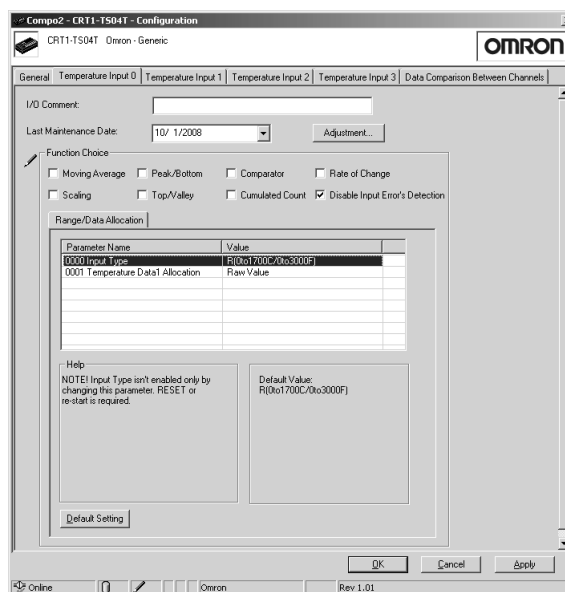 Compo2 - CRT1-TS04T - Configuration
CRT1-TS04T Omron - Generic
OMRON
General Temperature Input 0 Temperature Input 1 Temperature Input 2 Temperature Input 3 Data Comparison Between Channels
I/O Comment:
Last Maintenance Date: 10/ 1/2008 Adjustment...
Function Choice
Moving Average Peak/Bottom Comparator Rate of Change
Scaling Top/Valley Cumulated Count Disable Input Error's Detection
Range/Data Allocation
Parameter Name Value
0000 Input Type R(0to1700C/0to3000F)
0001 Temperature Data1 Allocation Raw Value
Help
NOTE! Input Type isn't enabled only by
changing this parameter. RESET or
re-start is required.
Default Value:
R(0to1700C/0to3000F)
Default Setting
OK Cancel Apply
Online Omron Rev 1.01